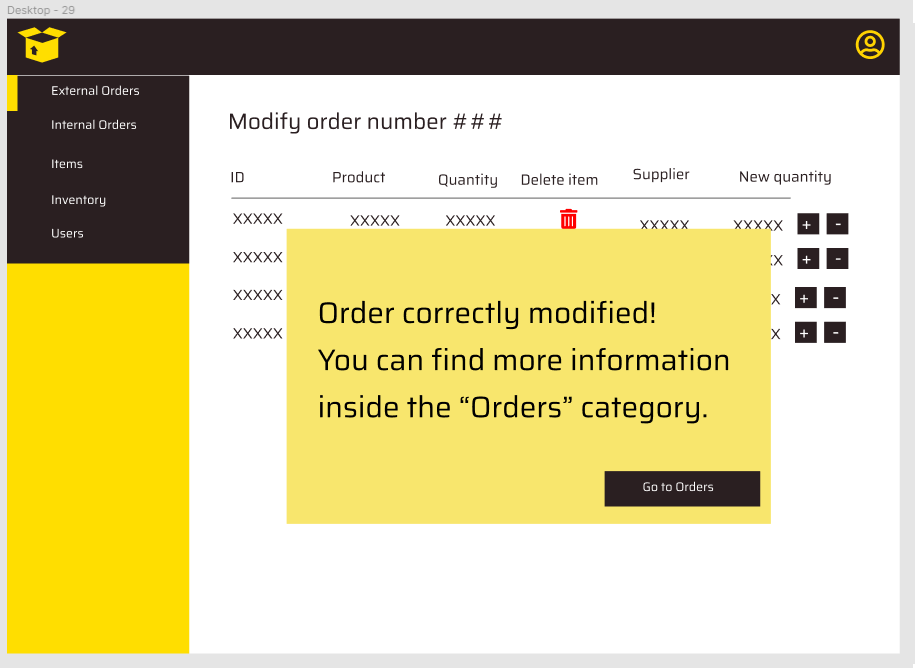 Desktop - 29
External Orders
Internal Orders
Items
Inventory
Users
Modify order number ###
ID Product Quantity Delete item Supplier New quantity
XXXXX XXXXX XXXXX XXXXX XXXXX + -
XXXXX + -
XXXXX X + -
XXXXX X + -
Order correctly modified!
You can find more information
inside the “Orders” category.
Go to Orders